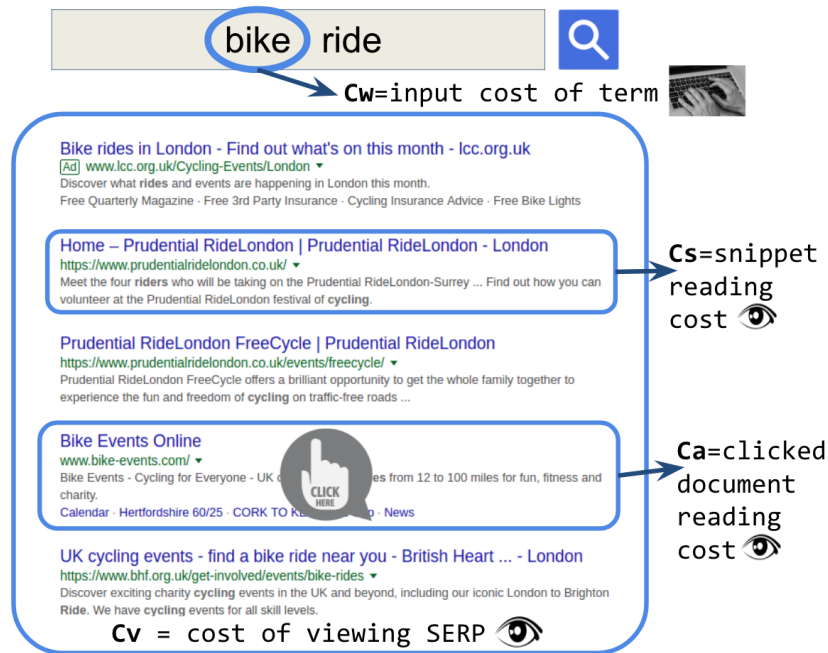 bike ride
Cw=input cost of term
Bike rides in London - Find out what's on this month - lcc.org.uk
Ad www.lcc.org.uk/Cycling-Events/London
Discover what rides and events are happening in London this month.
Free Quarterly Magazine · Free 3rd Party Insurance · Cycling Insurance Advice · Free Bike Lights
Home – Prudential RideLondon | Prudential RideLondon - London
https://www.prudentialridelondon.co.uk/
Meet the four riders who will be taking on the Prudential RideLondon-Surrey ... Find out how you can
volunteer at the Prudential RideLondon festival of cycling.
Cs=snippet
reading
cost
Prudential RideLondon FreeCycle | Prudential RideLondon
https://www.prudentialridelondon.co.uk/events/freecycle/
Prudential RideLondon FreeCycle offers a brilliant opportunity to get the whole family together to
experience the fun and freedom of cycling on traffic-free roads ...
Bike Events Online
www.bike-events.com/
Bike Events - Cycling for Everyone - UK es from 12 to 100 miles for fun, fitness and
charity.
Calendar · Hertfordshire 60/25 · CORK TO · News
CLICK
HERE
Ca=clicked
document
reading
cost
UK cycling events - find a bike ride near you - British Heart ... - London
https://www.bhf.org.uk/get-involved/events/bike-rides
Discover exciting charity cycling events in the UK and beyond, including our iconic London to Brighton
Ride. We have cycling events for all skill levels.
Cv = cost of viewing SERP